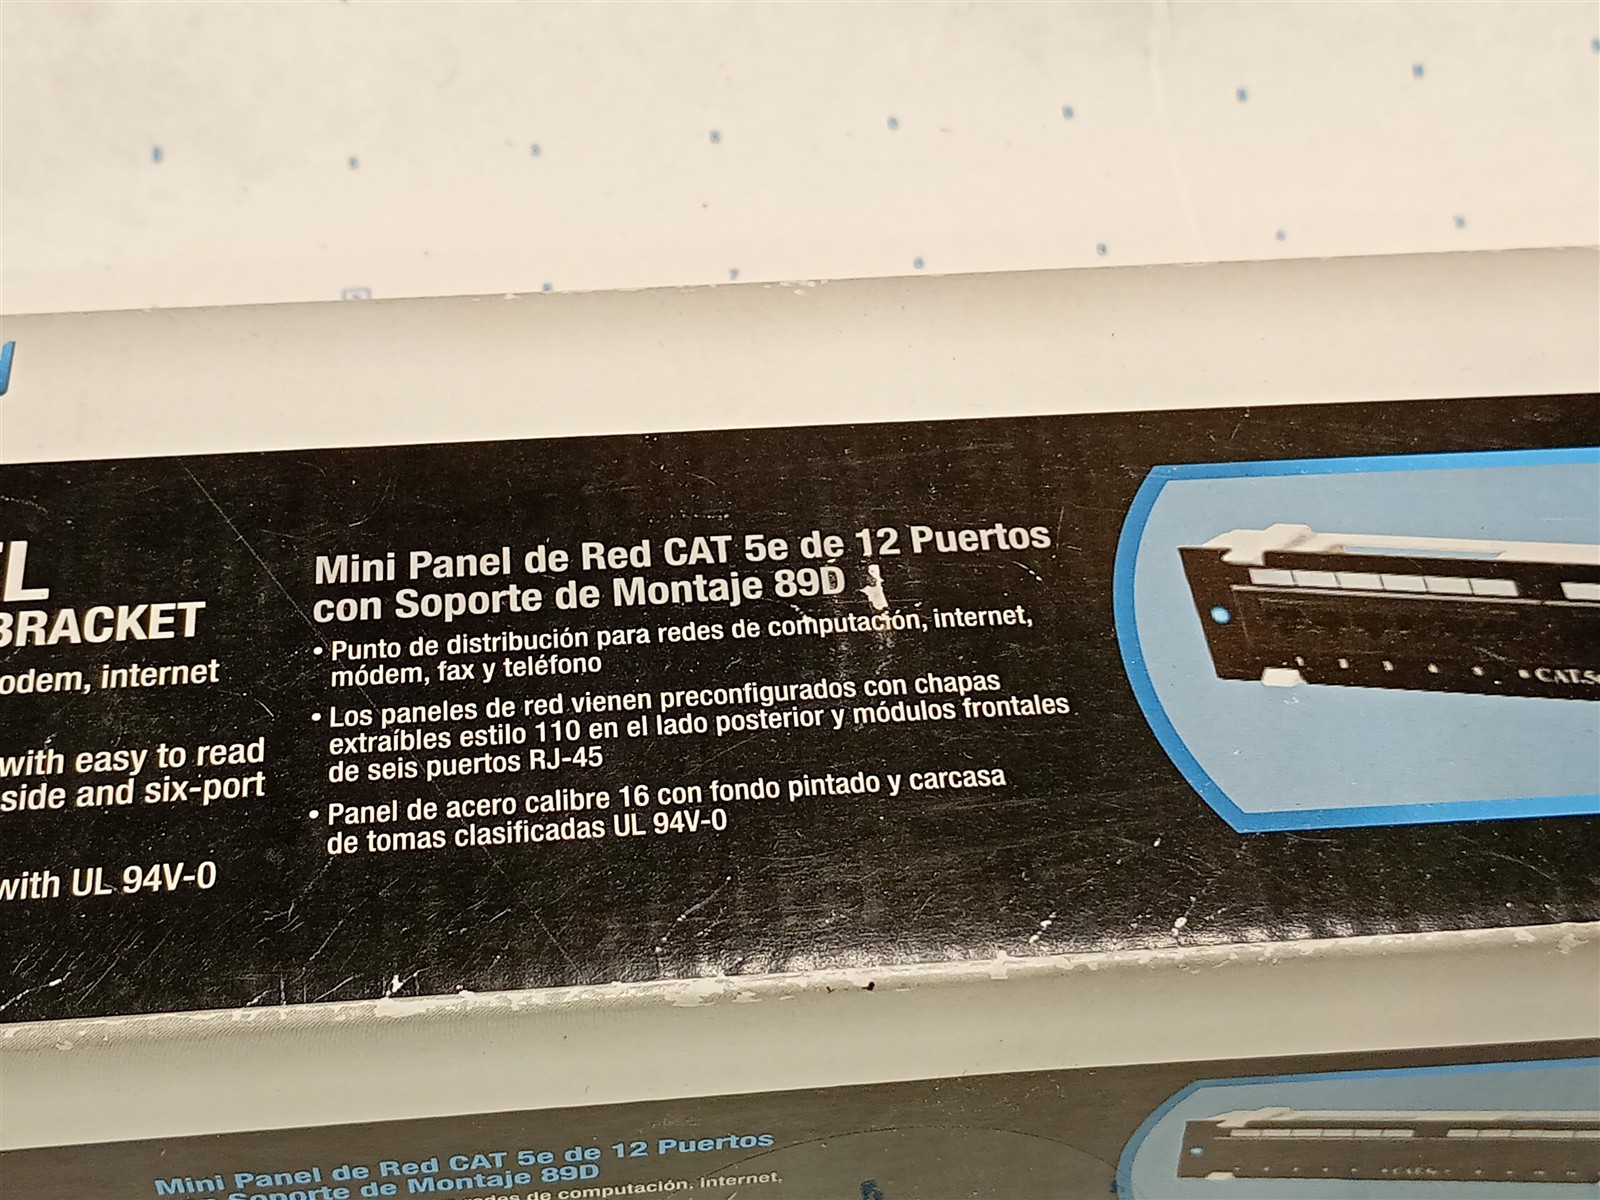 L
BRACKET
odem, internet
with easy to read
side and six-port
with UL 94V-0
Mini Panel de Red CAT 5e de 12 Puertos
con Soporte de Montaje 89D
• Punto de distribución para redes de computación, internet,
módem, fax y teléfono
• Los paneles de red vienen preconfigurados con chapas
extraíbles estilo 110 en el lado posterior y módulos frontales
de seis puertos RJ-45
• Panel de acero calibre 16 con fondo pintado y carcasa
de tomas clasificadas UL 94V-0
CAT.5e
Mini Panel de Red CAT 5e de 12 Puertos
Soporte de Montaje 89D
de computación, internet,